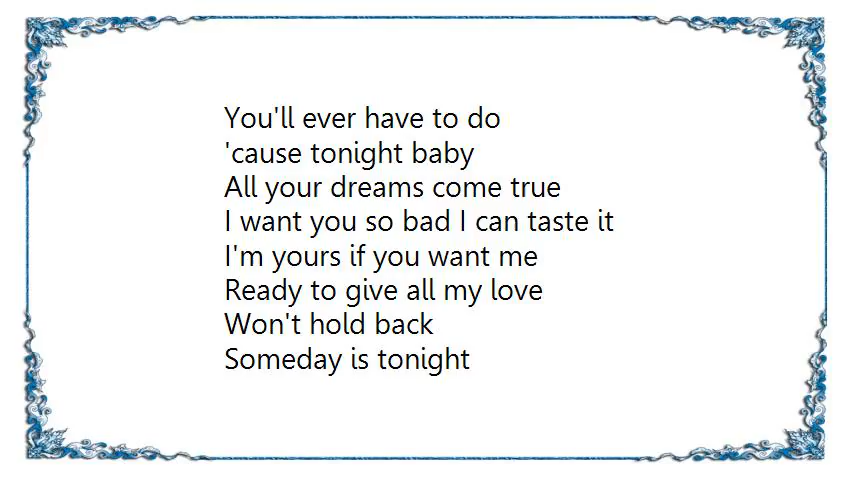 You'll ever have to do
'cause tonight baby
All your dreams come true
I want you so bad I can taste it
I'm yours if you want me
Ready to give all my love
Won't hold back
Someday is tonight